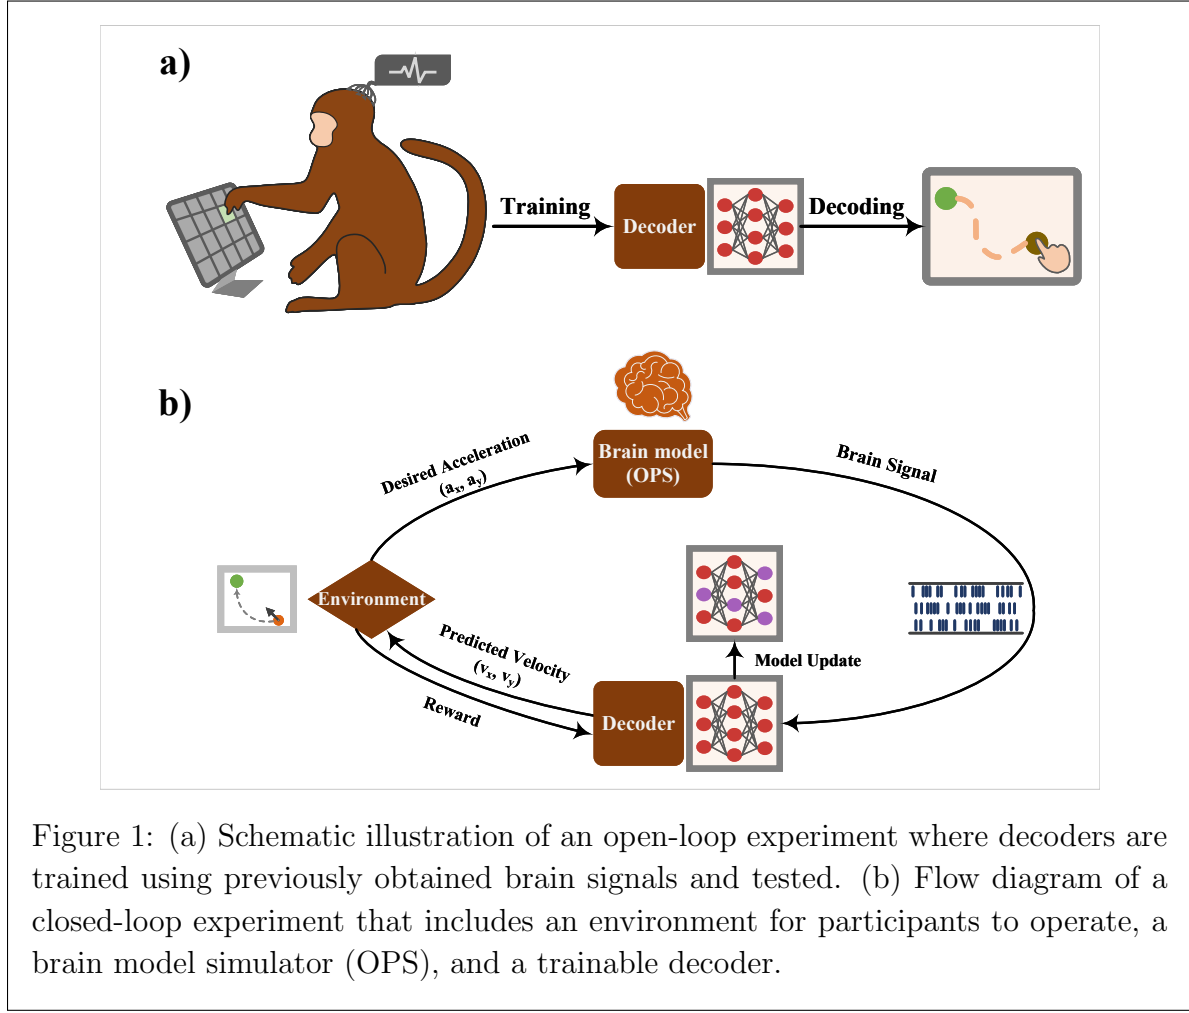 a)
Training
Decoder
Decoding
b)
Desired Acceleration
(aₓ, aᵧ)
Brain model
(OPS)
Brain Signal
Environment
Predicted Velocity
(vₓ, vᵧ)
Reward
Model Update
Decoder
Figure 1: (a) Schematic illustration of an open-loop experiment where decoders are
trained using previously obtained brain signals and tested. (b) Flow diagram of a
closed-loop experiment that includes an environment for participants to operate, a
brain model simulator (OPS), and a trainable decoder.